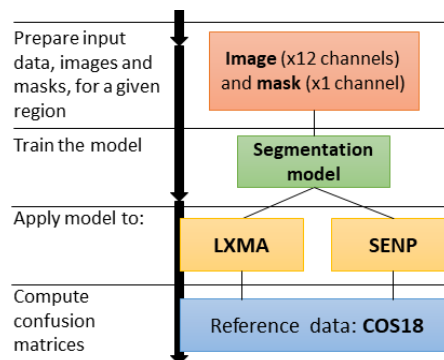 Prepare input
data, images and
masks, for a given
region
Image (x12 channels)
and mask (x1 channel)
Train the model
Segmentation
model
Apply model to:
LXMA
SENP
Compute
confusion
matrices
Reference data: COS18